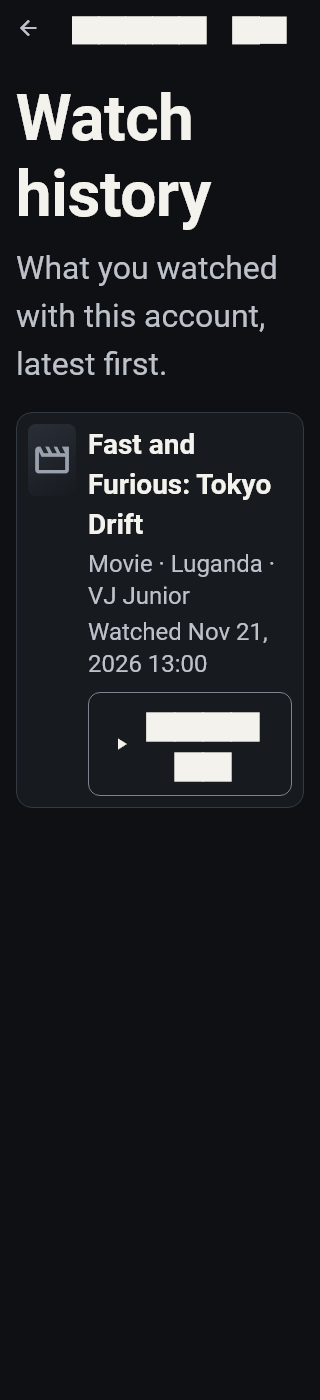 Watch
history
What you watched
with this account,
latest first.
Fast and
Furious: Tokyo
Drift
Movie · Luganda ·
VJ Junior
Watched Nov 21,
2026 13:00